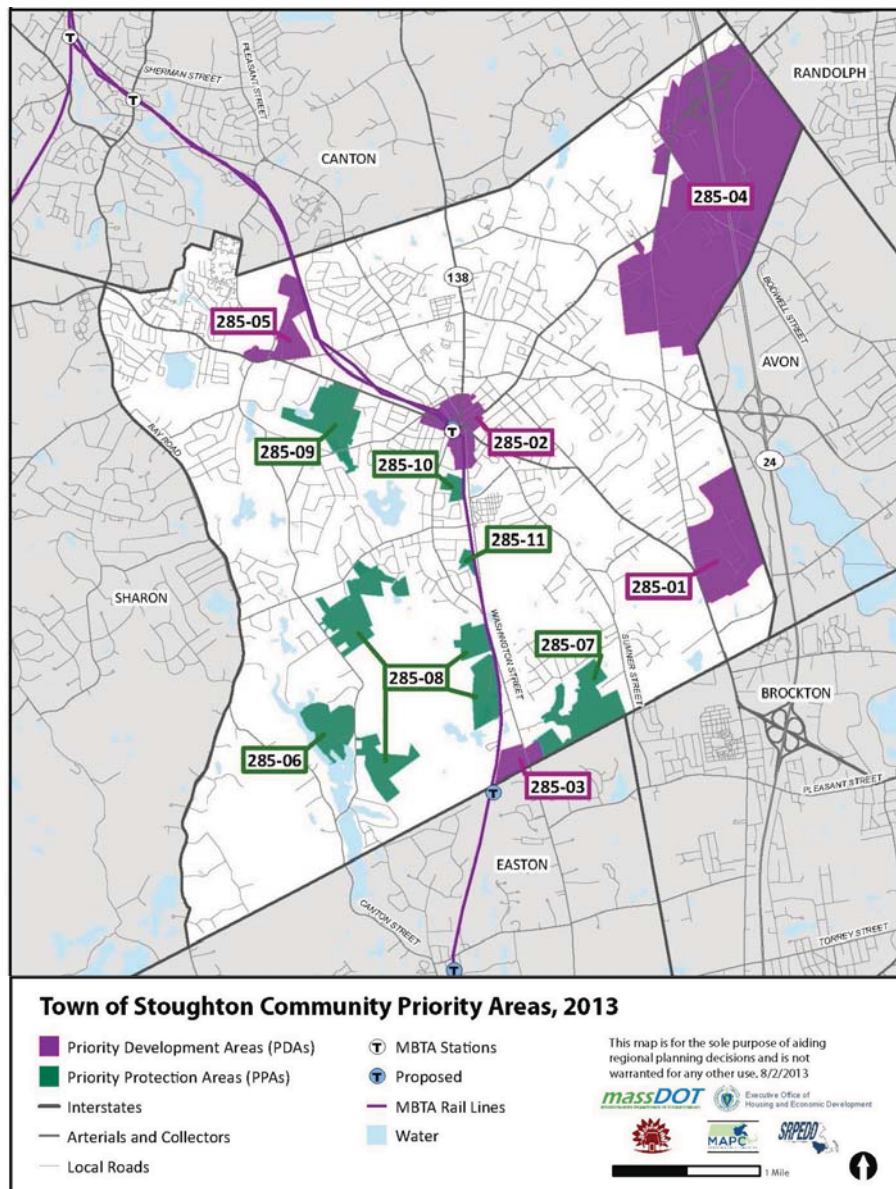 SHERMAN STREET
PLEASANT STREET
RANDOLPH
CANTON
285-04
138
BODWELL STREET
285-05
AVON
BAY ROAD
285-02
285-09
24
285-10
285-11
285-01
SHARON
WASHINGTON STREET
SUMNER STREET
285-07
285-08
BROCKTON
285-06
285-03
PLEASANT STREET
T
EASTON
CANTON STREET
TORREY STREET
Town of Stoughton Community Priority Areas, 2013
Priority Development Areas (PDAs)
Priority Protection Areas (PPAs)
Interstates
Arterials and Collectors
Local Roads
T MBTA Stations
T Proposed
MBTA Rail Lines
Water
This map is for the sole purpose of aiding
regional planning decisions and is not
warranted for any other use. 8/2/2013
massDOT
Executive Office of
Housing and Economic Development
MAPC
SRPEDD
1 Mile